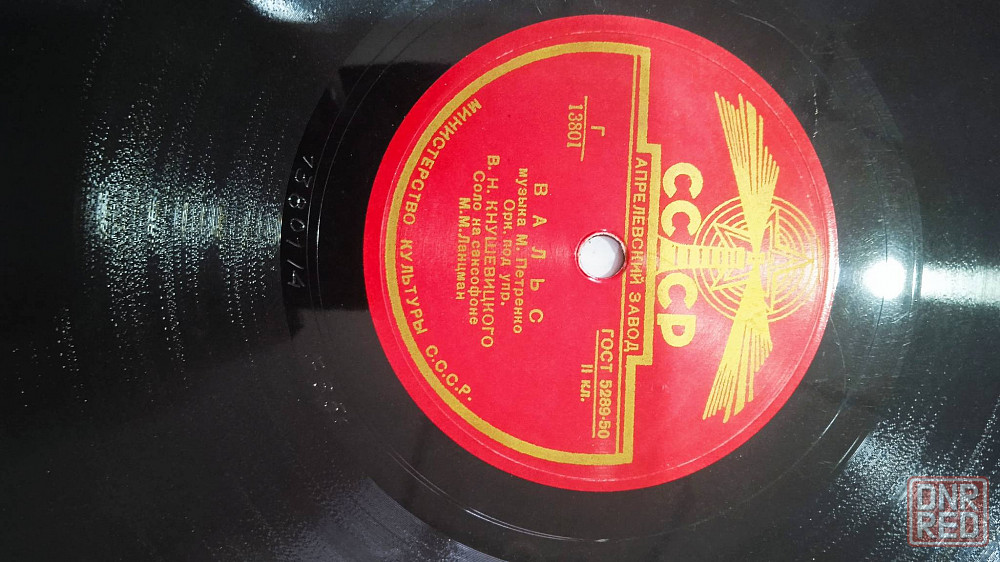 СССР
АПРЕЛЕВСКИЙ ЗАВОД
Г
13801
ГОСТ 5289-50
II кл.
ВАЛЬС
музыка М. Петренко
Орк. под упр.
В. Н. КНУШЕВИЦКОГО
Соло на саксофоне
М. М. Ланцман
МИНИСТЕРСТВО КУЛЬТУРЫ С.С.С.Р.
DNR
RED